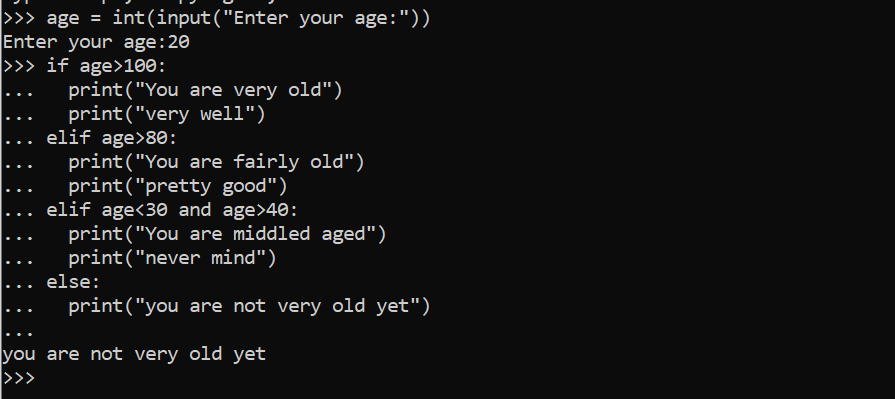 >>> age = int(input("Enter your age:"))
Enter your age:20
>>> if age>100:
...   print("You are very old")
...   print("very well")
... elif age>80:
...   print("You are fairly old")
...   print("pretty good")
... elif age<30 and age>40:
...   print("You are middled aged")
...   print("never mind")
... else:
...   print("you are not very old yet")
...
you are not very old yet
>>>